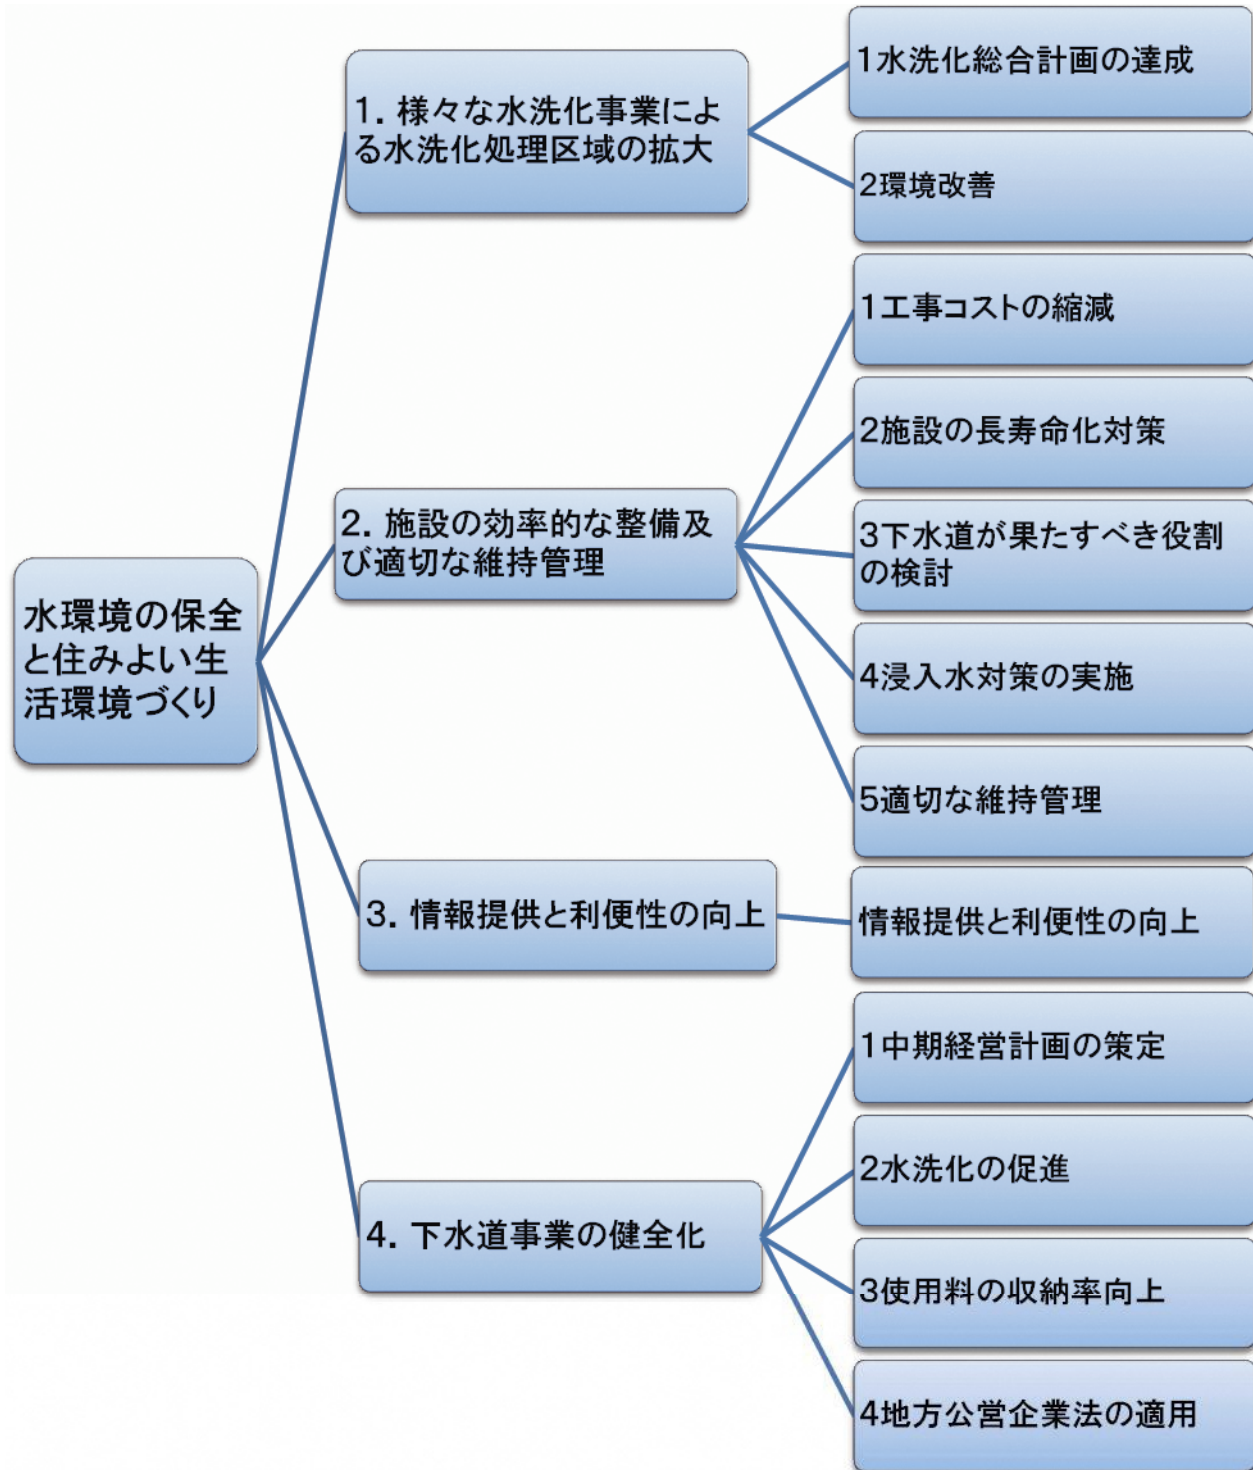 水環境の保全
と住みよい生
活環境づくり
1．様々な水洗化事業によ
る水洗化処理区域の拡大
1水洗化総合計画の達成
2環境改善
2．施設の効率的な整備及
び適切な維持管理
1工事コストの縮減
2施設の長寿命化対策
3下水道が果たすべき役割
の検討
4浸入水対策の実施
5適切な維持管理
3．情報提供と利便性の向上
情報提供と利便性の向上
4．下水道事業の健全化
1中期経営計画の策定
2水洗化の促進
3使用料の収納率向上
4地方公営企業法の適用